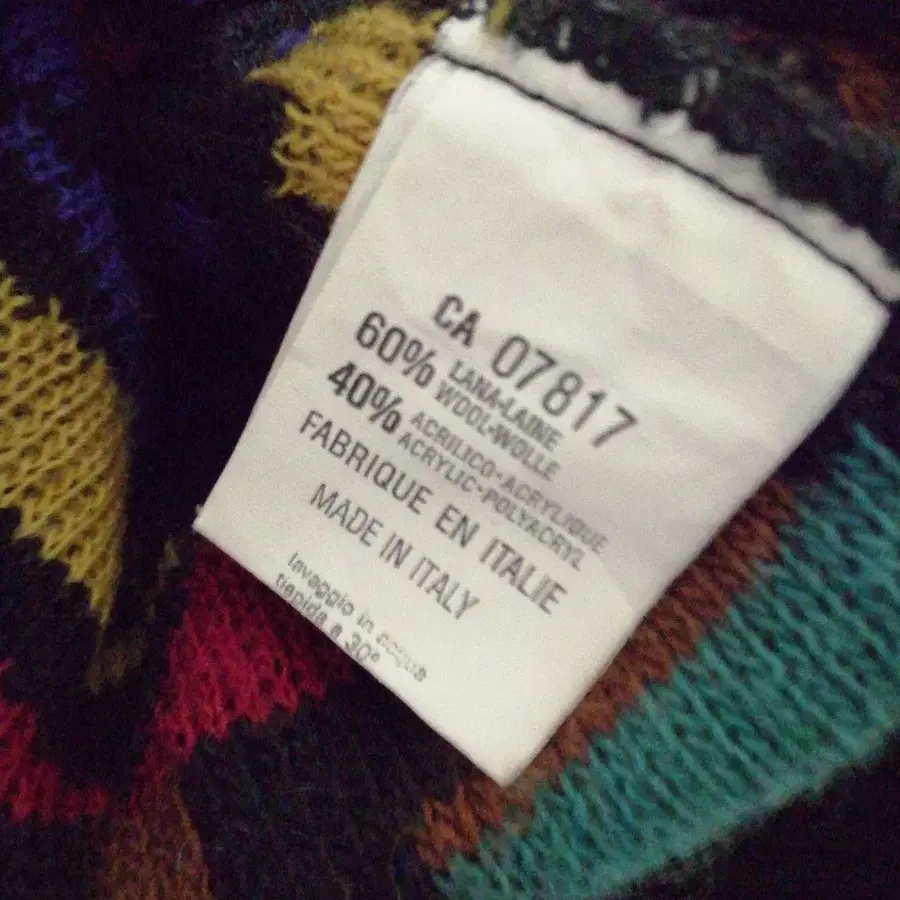 CA 07817
60% LANA-LAINE
WOOL-WOLLE
40% ACRILICO-ACRYLIQUE
ACRYLIC-POLYACRYL
FABRIQUE EN ITALIE
MADE IN ITALY
lavaggio in acqua
tiepida a 30°